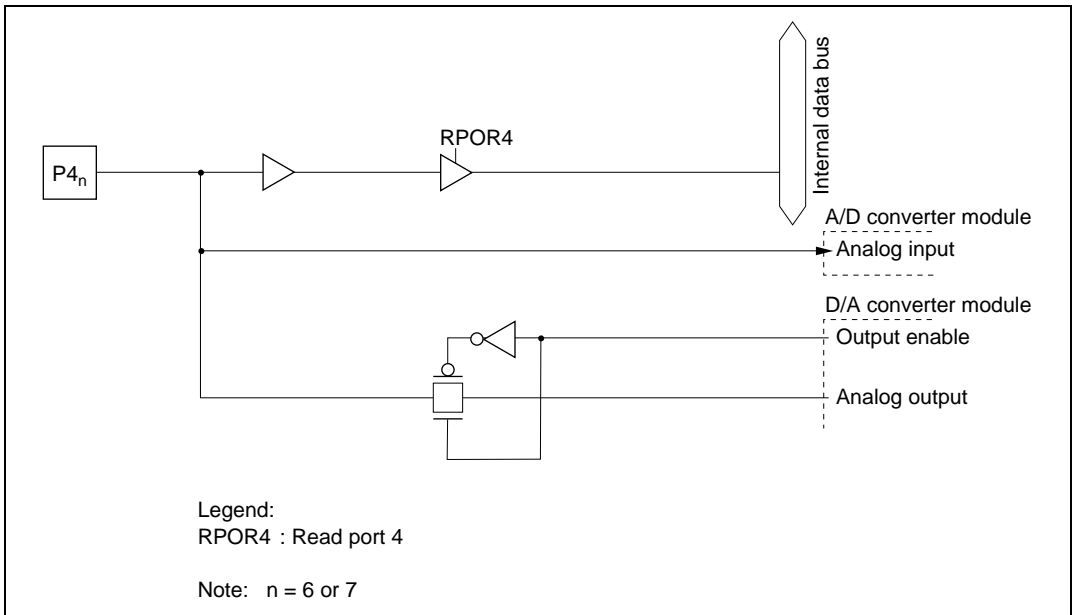 Internal data bus
RPOR4
P4n
A/D converter module
Analog input
D/A converter module
Output enable
Analog output
Legend:
RPOR4 : Read port 4
Note: n = 6 or 7